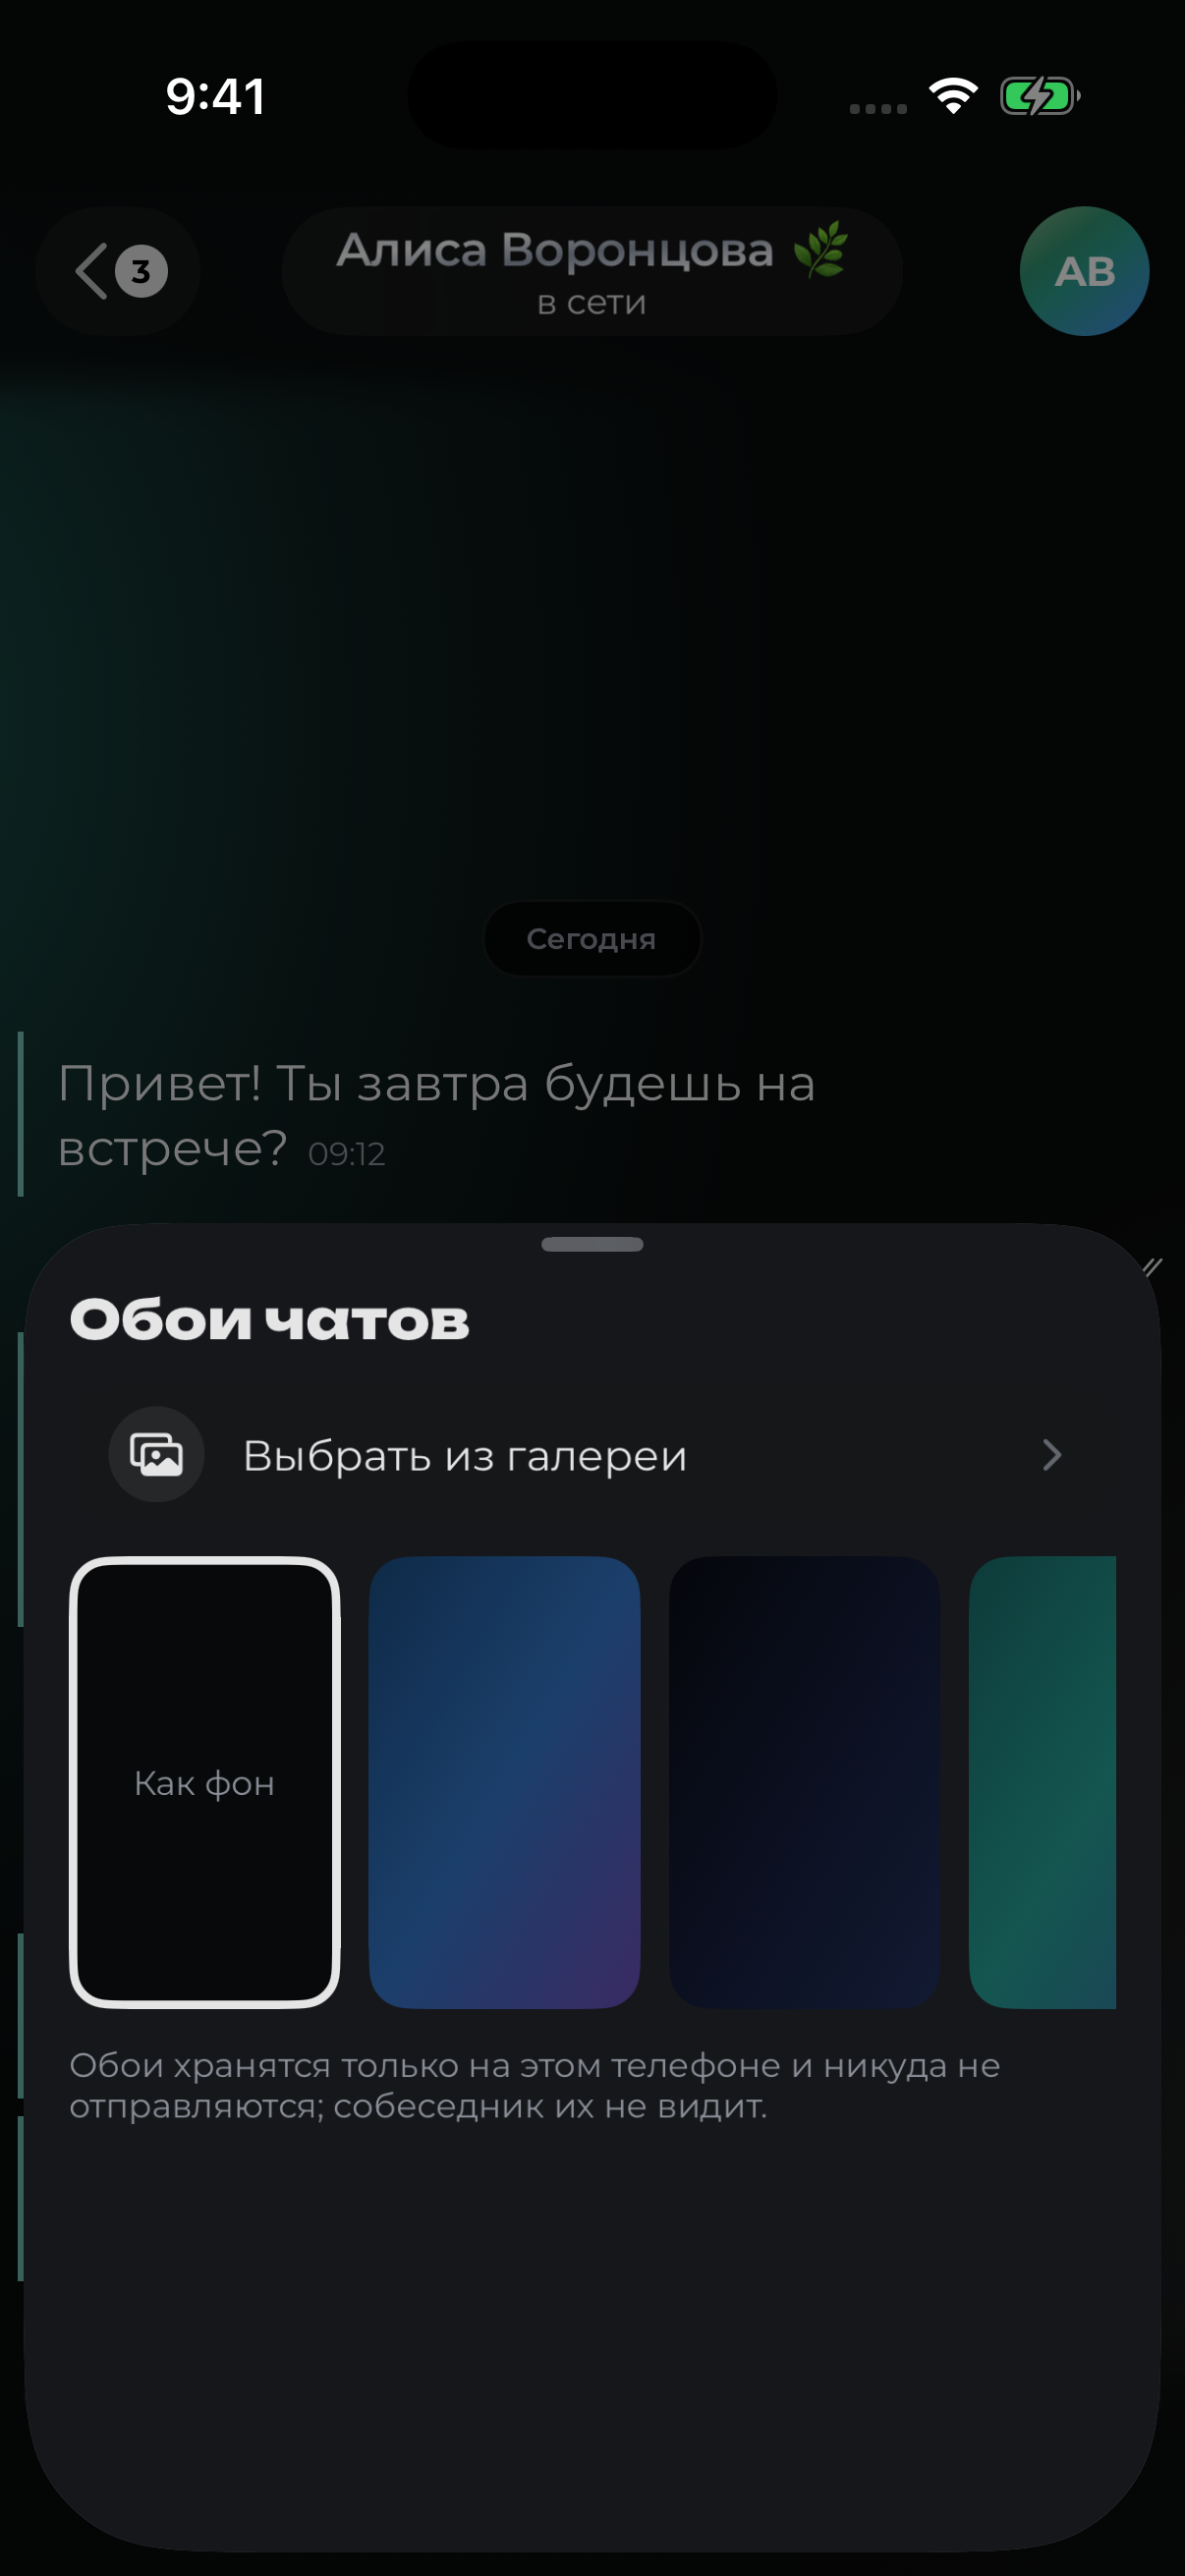 9:41
3
Алиса Воронцова 🌿
в сети
АВ
Сегодня
Привет! Ты завтра будешь на
встрече? 09:12
Обои чатов
Выбрать из галереи
Как фон
Обои хранятся только на этом телефоне и никуда не
отправляются; собеседник их не видит.